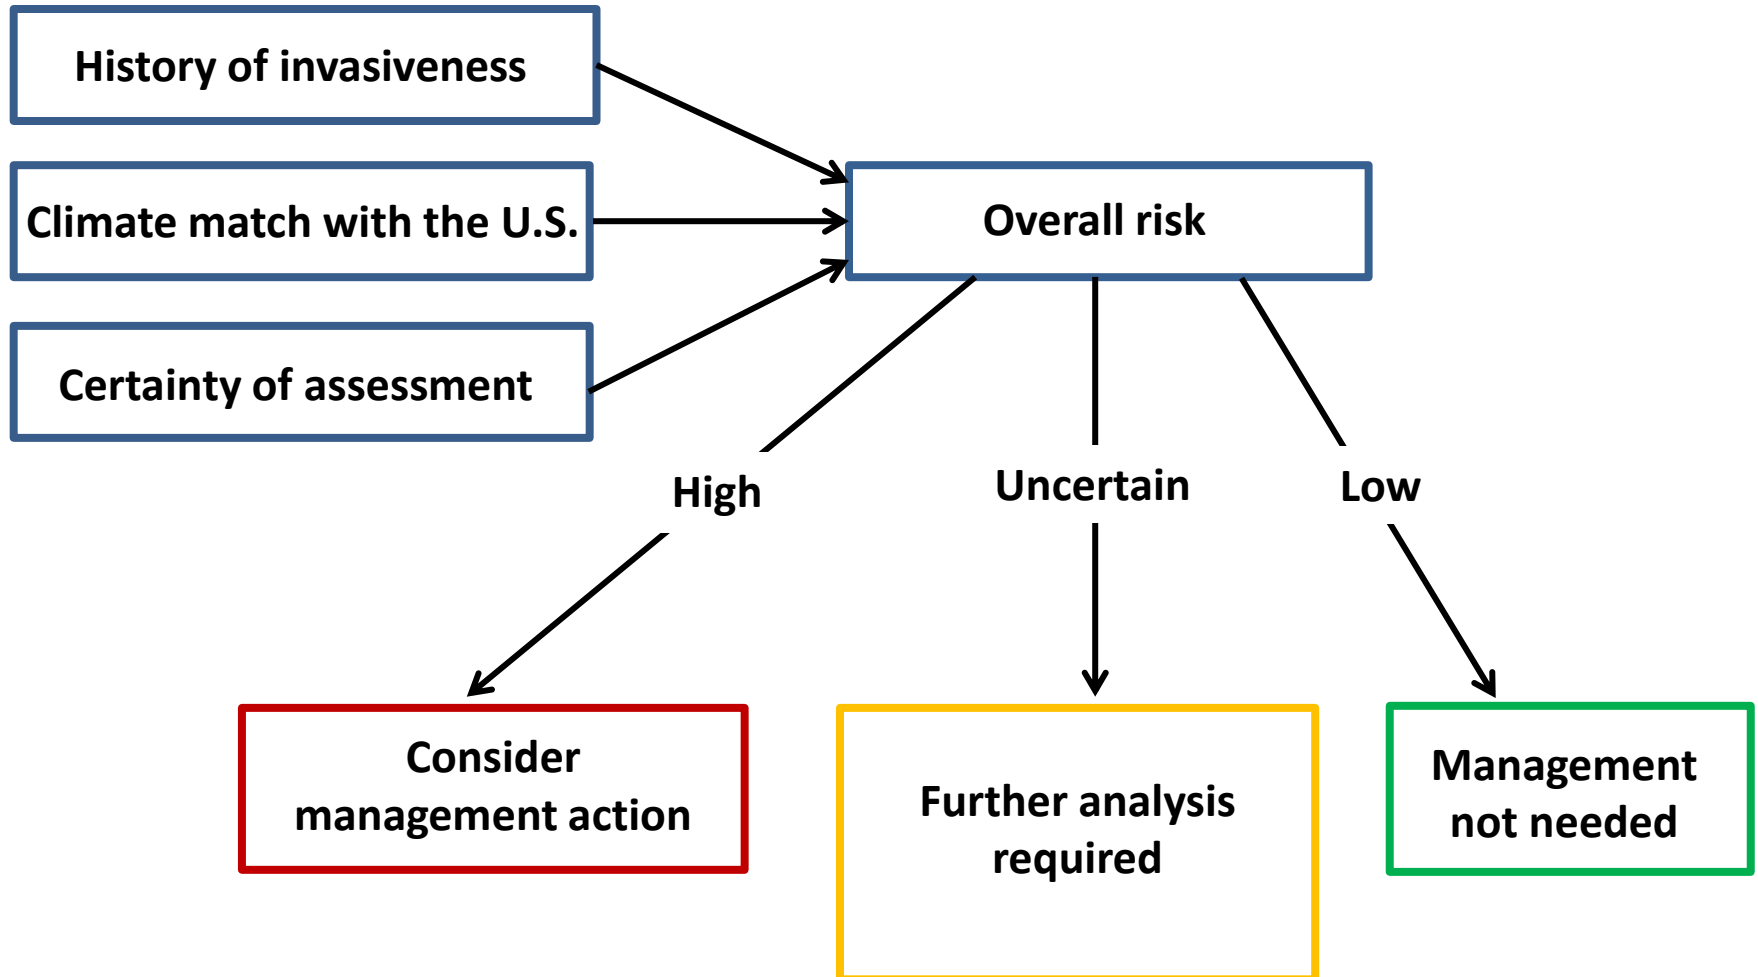 History of invasiveness
Climate match with the U.S.
Certainty of assessment
Overall risk
High
Uncertain
Low
Consider
management action
Further analysis
required
Management
not needed